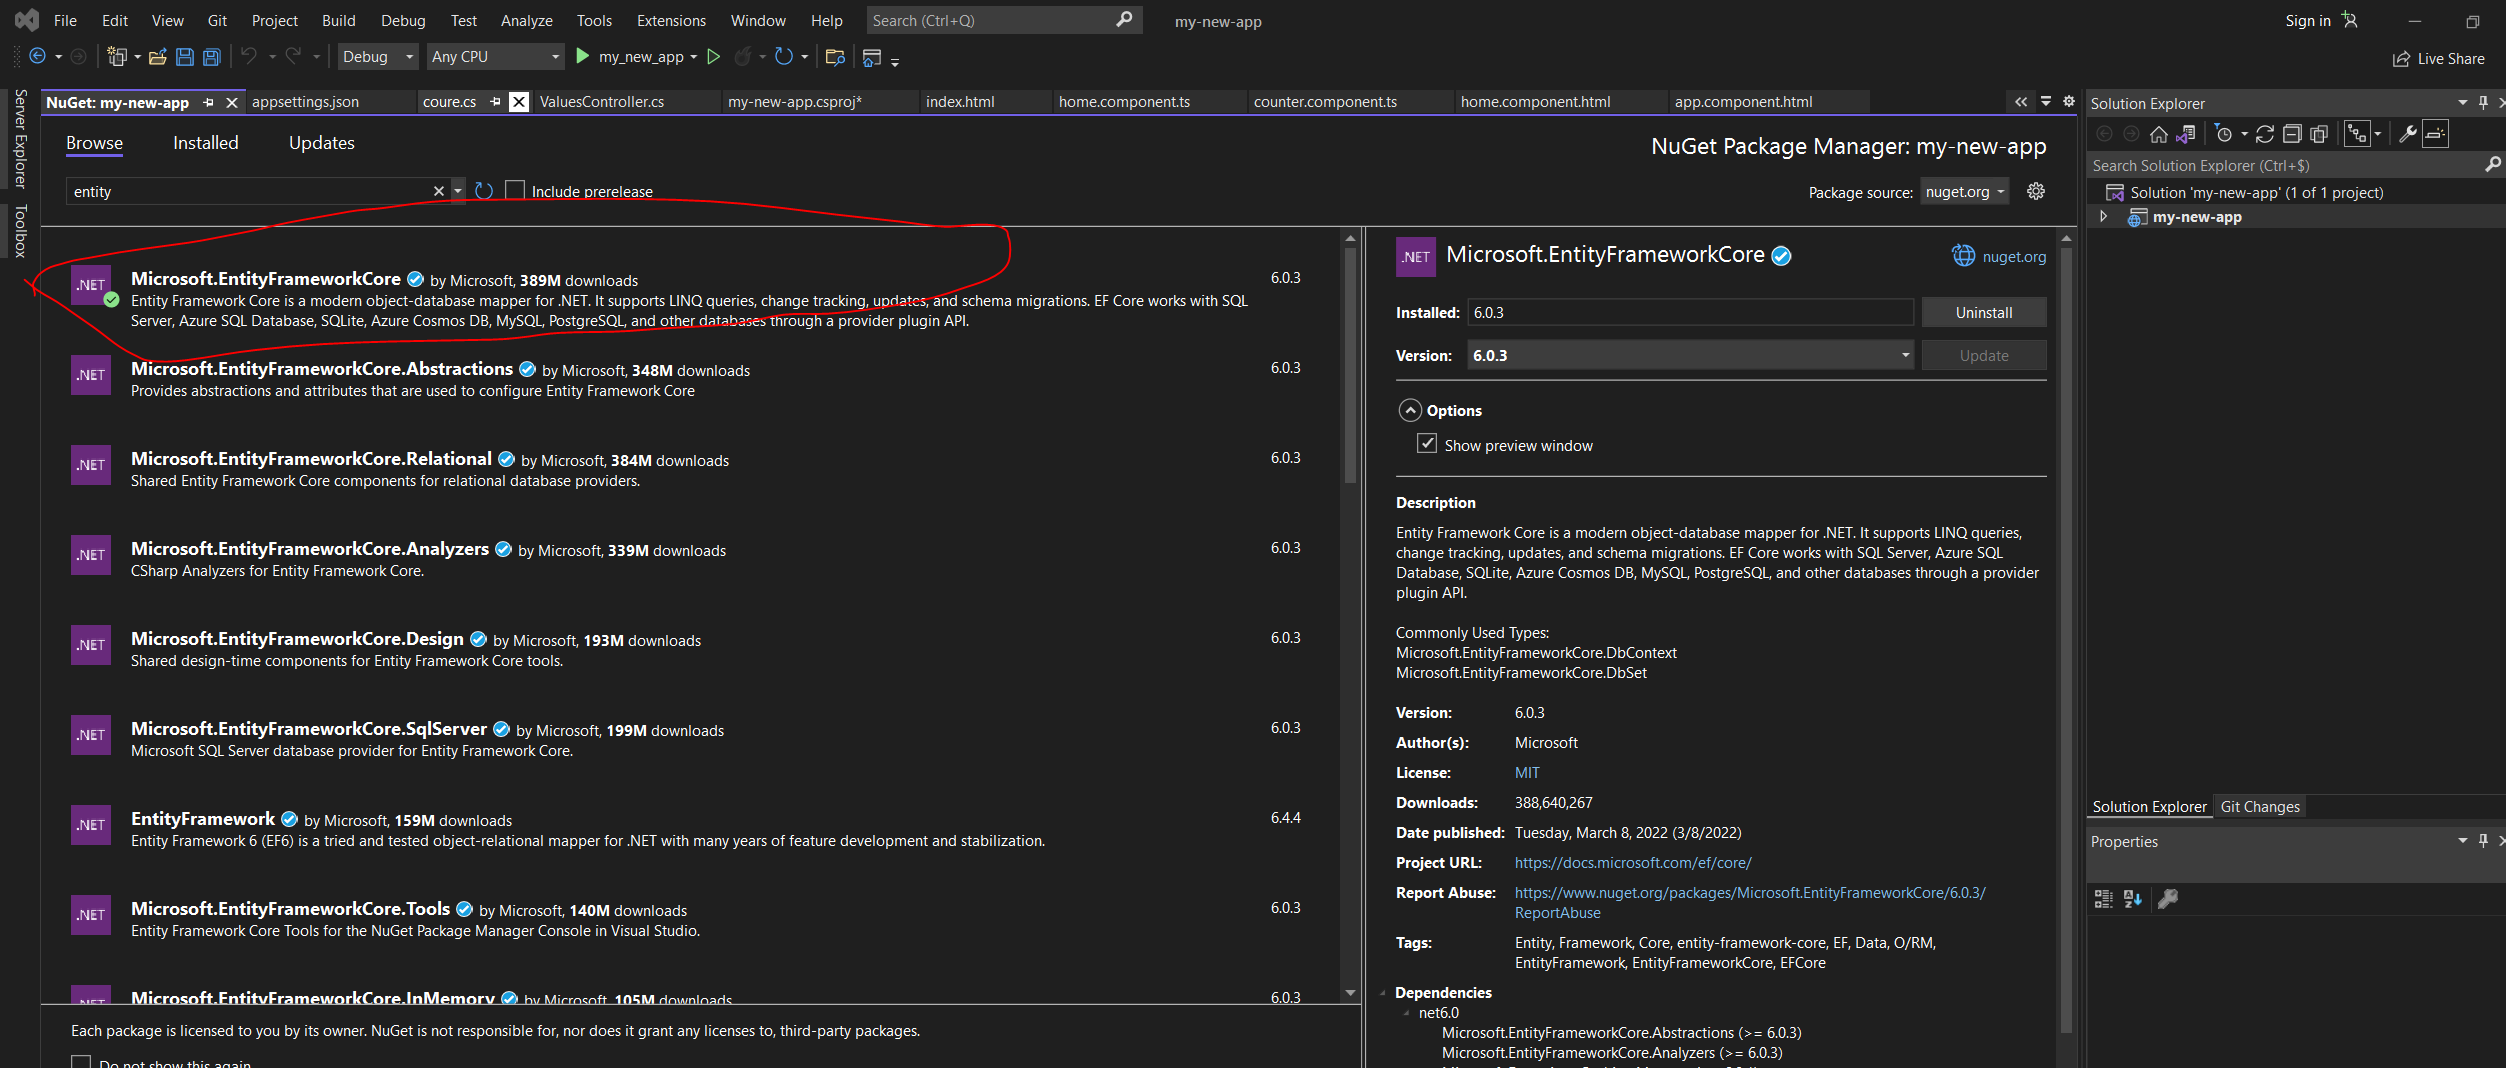 File Edit View Git Project Build Debug Test Analyze Tools Extensions Window Help Search (Ctrl+Q) my-new-app Sign in
Debug Any CPU my_new_app Live Share
Server Explorer
Toolbox
NuGet: my-new-app appsettings.json coure.cs ValuesController.cs my-new-app.csproj* index.html home.component.ts counter.component.ts home.component.html app.component.html
Browse Installed Updates
NuGet Package Manager: my-new-app
entity
Include prerelease
Package source: nuget.org
.NET
Microsoft.EntityFrameworkCore by Microsoft, 389M downloads 6.0.3
Entity Framework Core is a modern object-database mapper for .NET. It supports LINQ queries, change tracking, updates, and schema migrations. EF Core works with SQL
Server, Azure SQL Database, SQLite, Azure Cosmos DB, MySQL, PostgreSQL, and other databases through a provider plugin API.
.NET
Microsoft.EntityFrameworkCore.Abstractions by Microsoft, 348M downloads 6.0.3
Provides abstractions and attributes that are used to configure Entity Framework Core
.NET
Microsoft.EntityFrameworkCore.Relational by Microsoft, 384M downloads 6.0.3
Shared Entity Framework Core components for relational database providers.
.NET
Microsoft.EntityFrameworkCore.Analyzers by Microsoft, 339M downloads 6.0.3
CSharp Analyzers for Entity Framework Core.
.NET
Microsoft.EntityFrameworkCore.Design by Microsoft, 193M downloads 6.0.3
Shared design-time components for Entity Framework Core tools.
.NET
Microsoft.EntityFrameworkCore.SqlServer by Microsoft, 199M downloads 6.0.3
Microsoft SQL Server database provider for Entity Framework Core.
.NET
EntityFramework by Microsoft, 159M downloads 6.4.4
Entity Framework 6 (EF6) is a tried and tested object-relational mapper for .NET with many years of feature development and stabilization.
.NET
Microsoft.EntityFrameworkCore.Tools by Microsoft, 140M downloads 6.0.3
Entity Framework Core Tools for the NuGet Package Manager Console in Visual Studio.
.NET
Microsoft.EntityFrameworkCore.InMemory by Microsoft, 105M downloads 6.0.3
Each package is licensed to you by its owner. NuGet is not responsible for, nor does it grant any licenses to, third-party packages.
Do not show this again
.NET
Microsoft.EntityFrameworkCore nuget.org
Installed: 6.0.3 Uninstall
Version: 6.0.3 Update
Options
Show preview window
Description
Entity Framework Core is a modern object-database mapper for .NET. It supports LINQ queries,
change tracking, updates, and schema migrations. EF Core works with SQL Server, Azure SQL
Database, SQLite, Azure Cosmos DB, MySQL, PostgreSQL, and other databases through a provider
plugin API.
Commonly Used Types:
Microsoft.EntityFrameworkCore.DbContext
Microsoft.EntityFrameworkCore.DbSet
Version: 6.0.3
Author(s): Microsoft
License: MIT
Downloads: 388,640,267
Date published: Tuesday, March 8, 2022 (3/8/2022)
Project URL: https://docs.microsoft.com/ef/core/
Report Abuse: https://www.nuget.org/packages/Microsoft.EntityFrameworkCore/6.0.3/
ReportAbuse
Tags: Entity, Framework, Core, entity-framework-core, EF, Data, O/RM,
EntityFramework, EntityFrameworkCore, EFCore
Dependencies
net6.0
Microsoft.EntityFrameworkCore.Abstractions (>= 6.0.3)
Microsoft.EntityFrameworkCore.Analyzers (>= 6.0.3)
Solution Explorer
Search Solution Explorer (Ctrl+$)
Solution 'my-new-app' (1 of 1 project)
my-new-app
Solution Explorer Git Changes
Properties